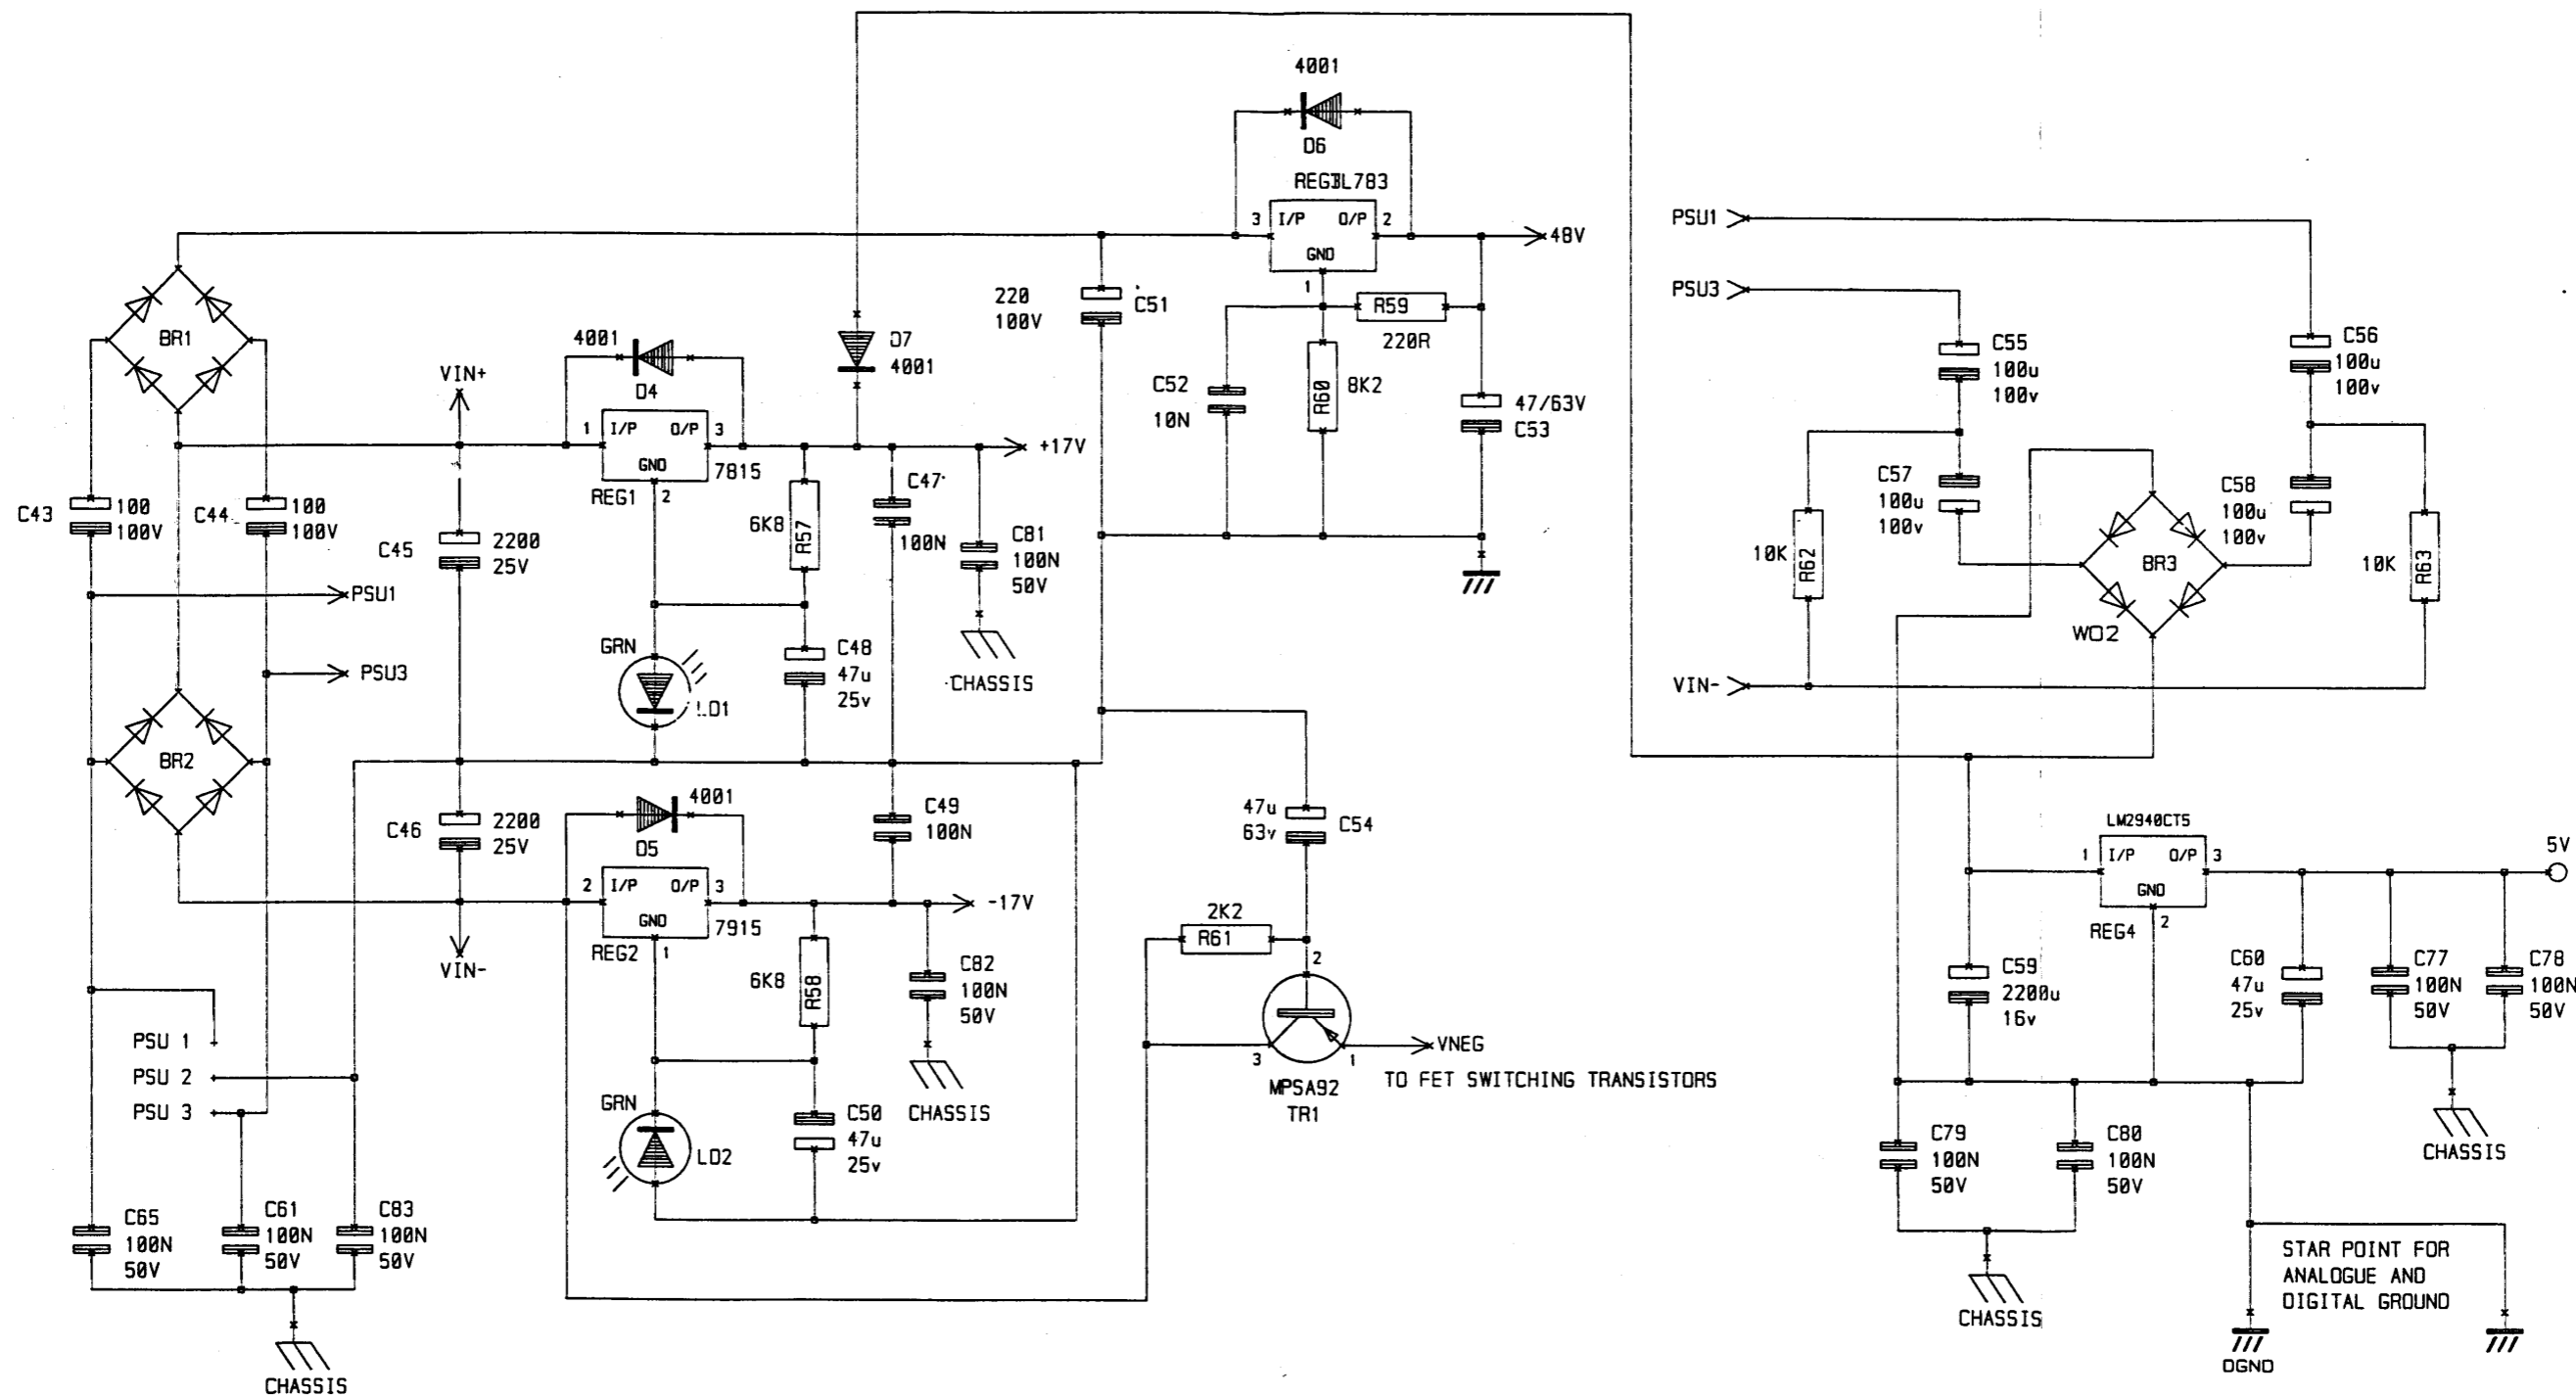 4001
D6
REG3L783
3 I/P O/P 2
GND
1
48V
220
100V
C51
R59
220R
C52
10N
R60
8K2
47/63V
C53
BR1
VIN+
4001
D4
1 I/P O/P 3
GND
7815
REG1
2
D7
4001
+17V
C43
100
100V
C44
100
100V
C45
2200
25V
6K8
R57
C47
100N
C81
100N
50V
CHASSIS
PSU1
PSU3
GRN
LD1
C48
47u
25v
BR2
C46
2200
25V
4001
D5
2 I/P O/P 3
GND
7915
REG2
1
C49
100N
-17V
VIN-
6K8
R58
C82
100N
50V
CHASSIS
GRN
LD2
C50
47u
25v
PSU 1
PSU 2
PSU 3
C65
100N
50V
C61
100N
50V
C83
100N
50V
CHASSIS
47u
63v
C54
2K2
R61
2
3
1
VNEG
TO FET SWITCHING TRANSISTORS
MPSA92
TR1
PSU1
PSU3
C55
100u
100v
C56
100u
100v
C57
100u
100v
C58
100u
100v
10K
R62
BR3
W02
10K
R63
VIN-
LM2940CT5
1 I/P O/P 3
GND
REG4
2
5V
C59
2200u
16v
C60
47u
25v
C77
100N
50V
C78
100N
50V
CHASSIS
C79
100N
50V
C80
100N
50V
CHASSIS
STAR POINT FOR
ANALOGUE AND
DIGITAL GROUND
DGND